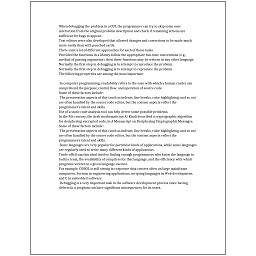 When debugging the problem in a GUI, the programmer can try to skip some user
interaction from the original problem description and check if remaining actions are
sufficient for bugs to appear.
Text editors were also developed that allowed changes and corrections to be made much
more easily than with punched cards.
There exist a lot of different approaches for each of those tasks.
Provided the functions in a library follow the appropriate run-time conventions (e.g.,
method of passing arguments), then these functions may be written in any other language.
Normally the first step in debugging is to attempt to reproduce the problem.
Normally the first step in debugging is to attempt to reproduce the problem.
The following properties are among the most important:

 In computer programming, readability refers to the ease with which a human reader can
comprehend the purpose, control flow, and operation of source code.
Some of these factors include:
 The presentation aspects of this (such as indents, line breaks, color highlighting, and so on)
are often handled by the source code editor, but the content aspects reflect the
programmer's talent and skills.
Use of a static code analysis tool can help detect some possible problems.
In the 9th century, the Arab mathematician Al-Kindi described a cryptographic algorithm
for deciphering encrypted code, in A Manuscript on Deciphering Cryptographic Messages.
Some of these factors include:
 The presentation aspects of this (such as indents, line breaks, color highlighting, and so on)
are often handled by the source code editor, but the content aspects reflect the
programmer's talent and skills.
 Some languages are very popular for particular kinds of applications, while some languages
are regularly used to write many different kinds of applications.
Trade-offs from this ideal involve finding enough programmers who know the language to
build a team, the availability of compilers for that language, and the efficiency with which
programs written in a given language execute.
For example, COBOL is still strong in corporate data centers often on large mainframe
computers, Fortran in engineering applications, scripting languages in Web development,
and C in embedded software.
 Debugging is a very important task in the software development process since having
defects in a program can have significant consequences for its users.